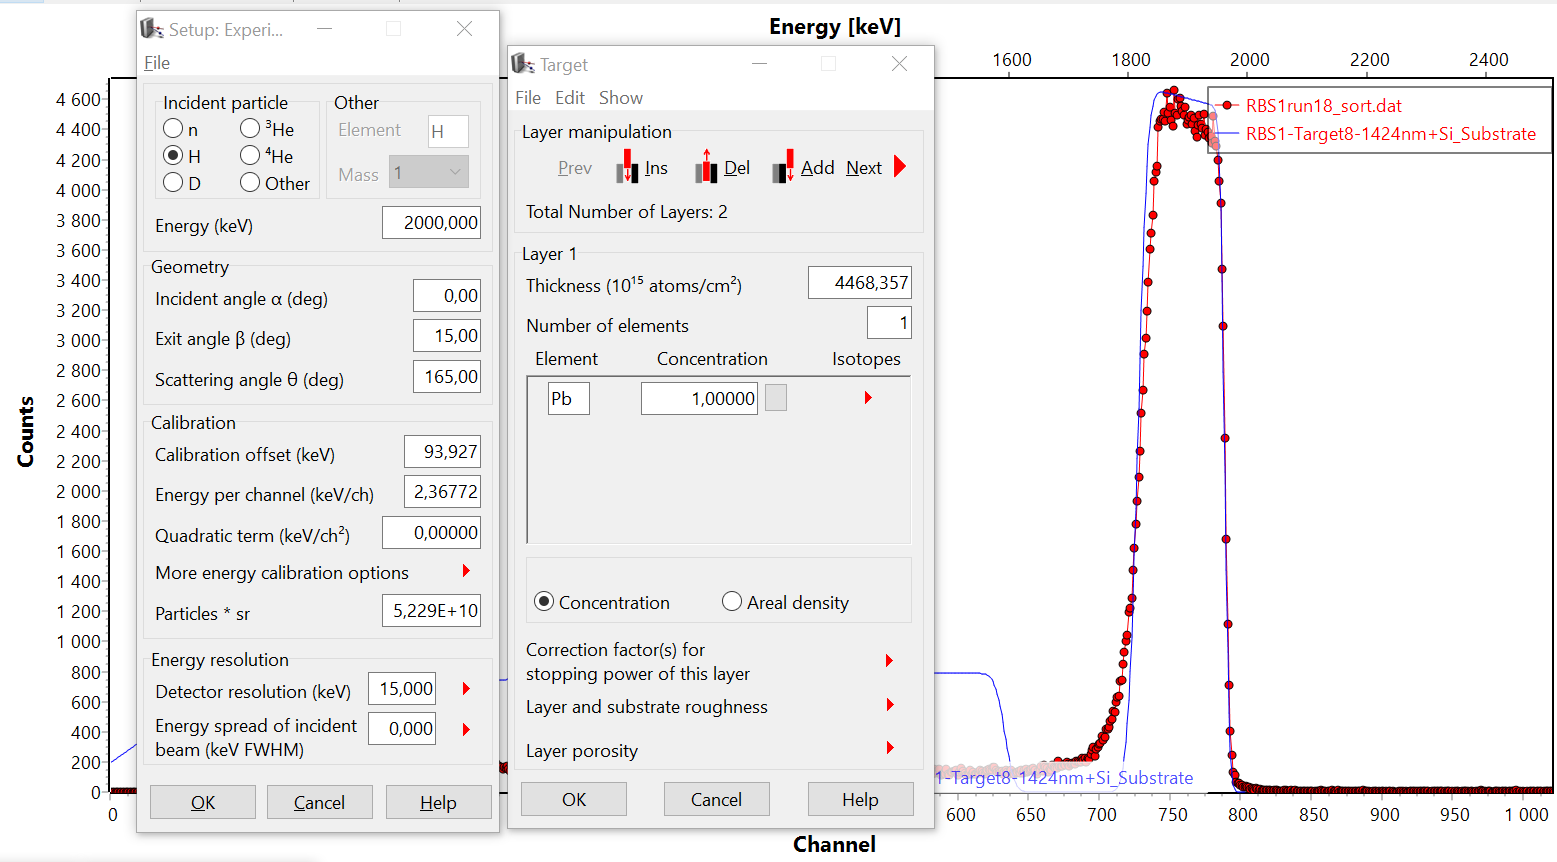 Energy [keV]
1600
1800
2000
2200
2400
Counts
4 600
4 400
4 200
4 000
3 800
3 600
3 400
3 200
3 000
2 800
2 600
2 400
2 200
2 000
1 800
1 600
1 400
1 200
1 000
800
600
400
200
0
Setup: Experi...
File
Incident particle
n
³He
H
⁴He
D
Other
Other
Element H
Mass 1
Energy (keV) 2000,000
Geometry
Incident angle α (deg) 0,00
Exit angle β (deg) 15,00
Scattering angle θ (deg) 165,00
Calibration
Calibration offset (keV) 93,927
Energy per channel (keV/ch) 2,36772
Quadratic term (keV/ch²) 0,00000
More energy calibration options
Particles * sr 5,229E+10
Energy resolution
Detector resolution (keV) 15,000
Energy spread of incident
beam (keV FWHM) 0,000
OK Cancel Help
Target
File Edit Show
Layer manipulation
Prev Ins Del Add Next
Total Number of Layers: 2
Layer 1
Thickness (10¹⁵ atoms/cm²) 4468,357
Number of elements 1
Element Concentration Isotopes
Pb 1,00000
Concentration Areal density
Correction factor(s) for
stopping power of this layer
Layer and substrate roughness
Layer porosity
OK Cancel Help
RBS1run18_sort.dat
RBS1-Target8-1424nm+Si_Substrate
1-Target8-1424nm+Si_Substrate
0
600
650
700
750
800
850
900
950
1 000
Channel